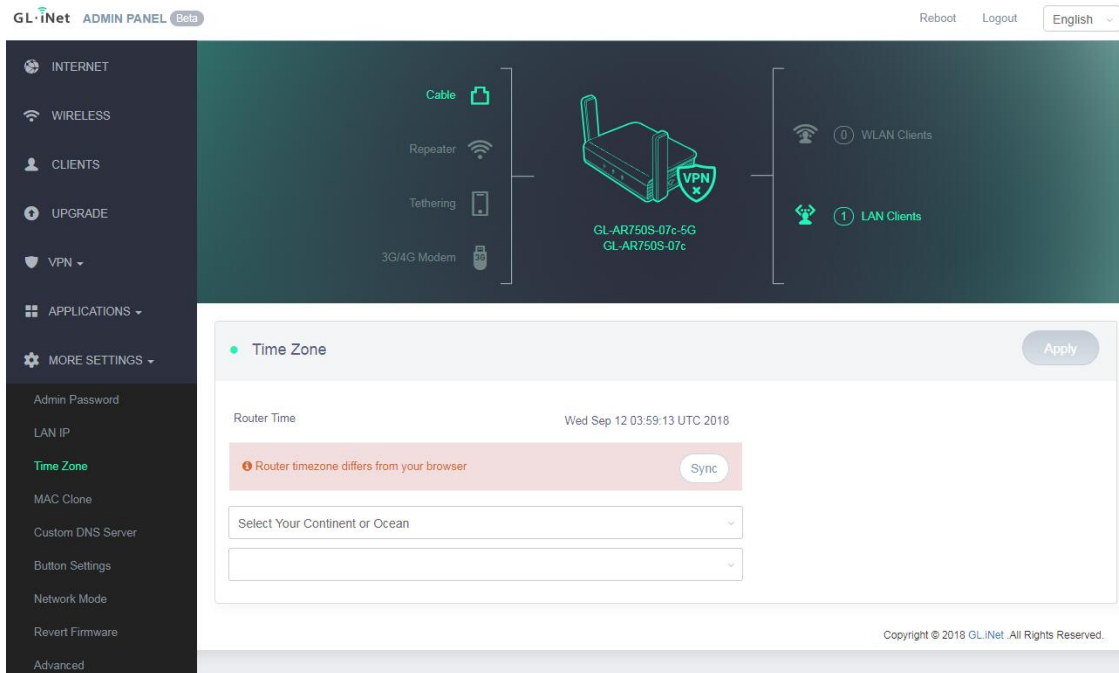 GL·iNet ADMIN PANEL Beta
Reboot Logout English
INTERNET
WIRELESS
CLIENTS
UPGRADE
VPN
APPLICATIONS
MORE SETTINGS
Admin Password
LAN IP
Time Zone
MAC Clone
Custom DNS Server
Button Settings
Network Mode
Revert Firmware
Advanced
Cable
Repeater
Tethering
3G/4G Modem 3G
VPN
GL-AR750S-07c-5G
GL-AR750S-07c
0 WLAN Clients
1 LAN Clients
Time Zone Apply
Router Time Wed Sep 12 03:59:13 UTC 2018
Router timezone differs from your browser Sync
Select Your Continent or Ocean
Copyright © 2018 GL.iNet .All Rights Reserved.